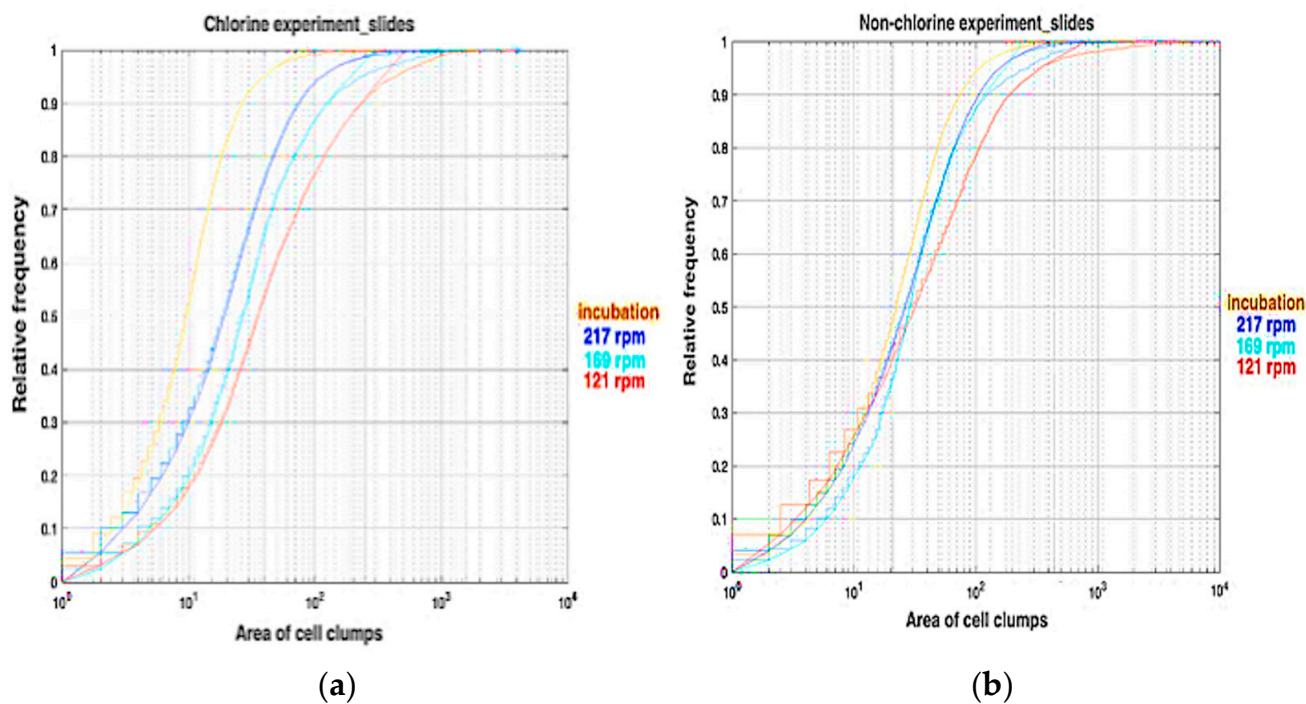 Chlorine experiment_slides
1
0.9
0.8
0.7
0.6
0.5
0.4
0.3
0.2
0.1
0
Relative frequency
10^0 10^1 10^2 10^3 10^4
Area of cell clumps
incubation
217 rpm
169 rpm
121 rpm
(a)
Non-chlorine experiment_slides
1
0.9
0.8
0.7
0.6
0.5
0.4
0.3
0.2
0.1
0
Relative frequency
10^0 10^1 10^2 10^3 10^4
Area of cell clumps
incubation
217 rpm
169 rpm
121 rpm
(b)